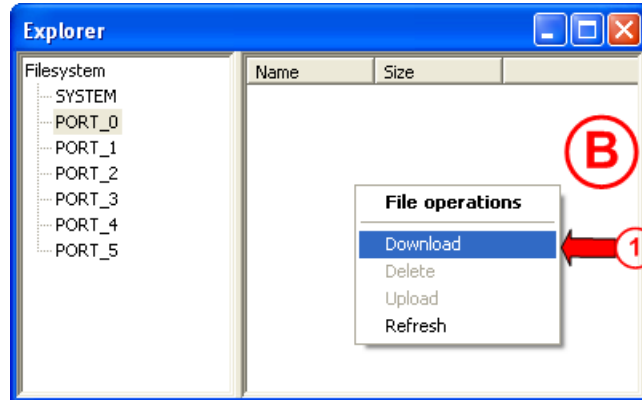 Explorer
Filesystem
SYSTEM
PORT_0
PORT_1
PORT_2
PORT_3
PORT_4
PORT_5
Name Size
B
File operations
Download
1
Delete
Upload
Refresh